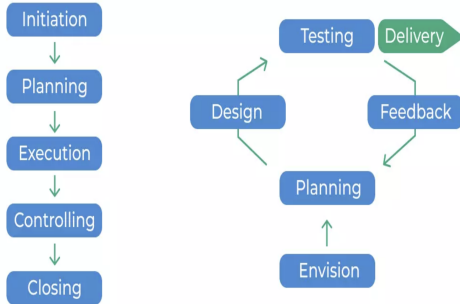 Initiation
Planning
Execution
Controlling
Closing
Testing
Delivery
Design
Feedback
Planning
Envision